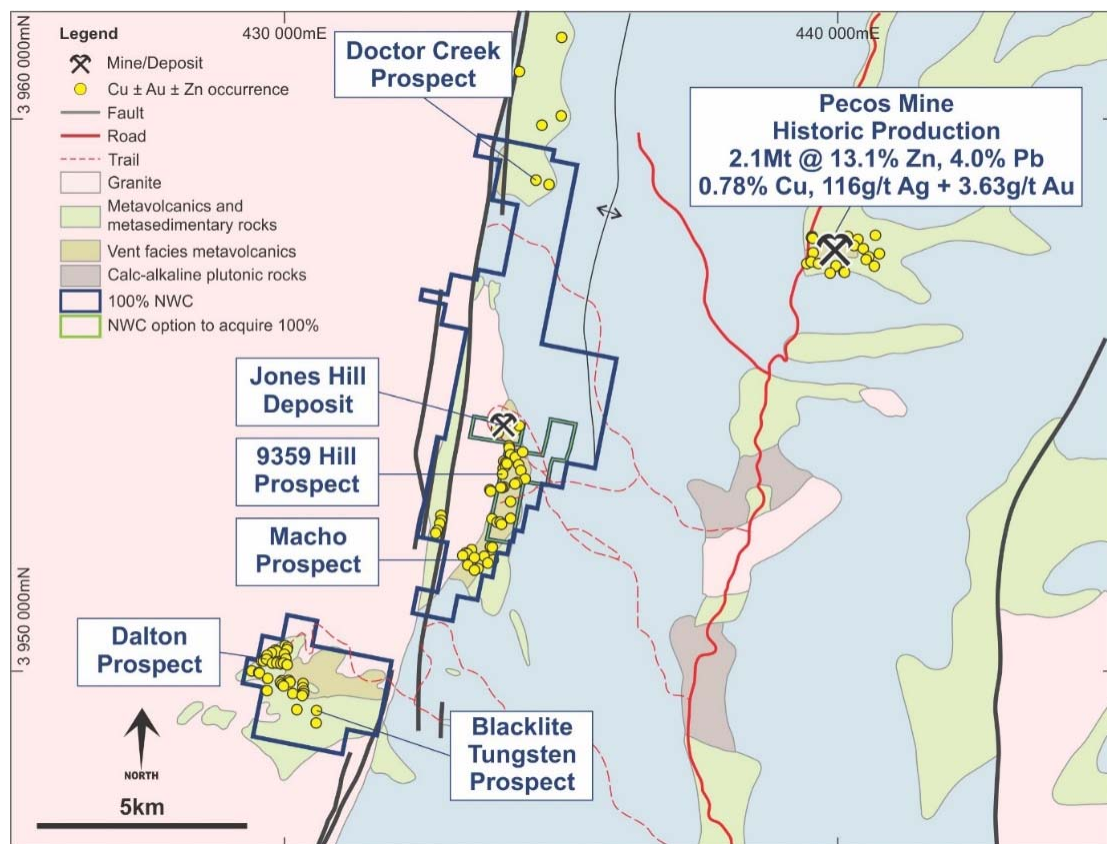 430 000mE
440 000mE
3 960 000mN
3 950 000mN
Legend
Mine/Deposit
Cu ± Au ± Zn occurrence
Fault
Road
Trail
Granite
Metavolcanics and
metasedimentary rocks
Vent facies metavolcanics
Calc-alkaline plutonic rocks
100% NWC
NWC option to acquire 100%
Doctor Creek
Prospect
Pecos Mine
Historic Production
2.1Mt @ 13.1% Zn, 4.0% Pb
0.78% Cu, 116g/t Ag + 3.63g/t Au
Jones Hill
Deposit
9359 Hill
Prospect
Macho
Prospect
Dalton
Prospect
Blacklite
Tungsten
Prospect
NORTH
5km